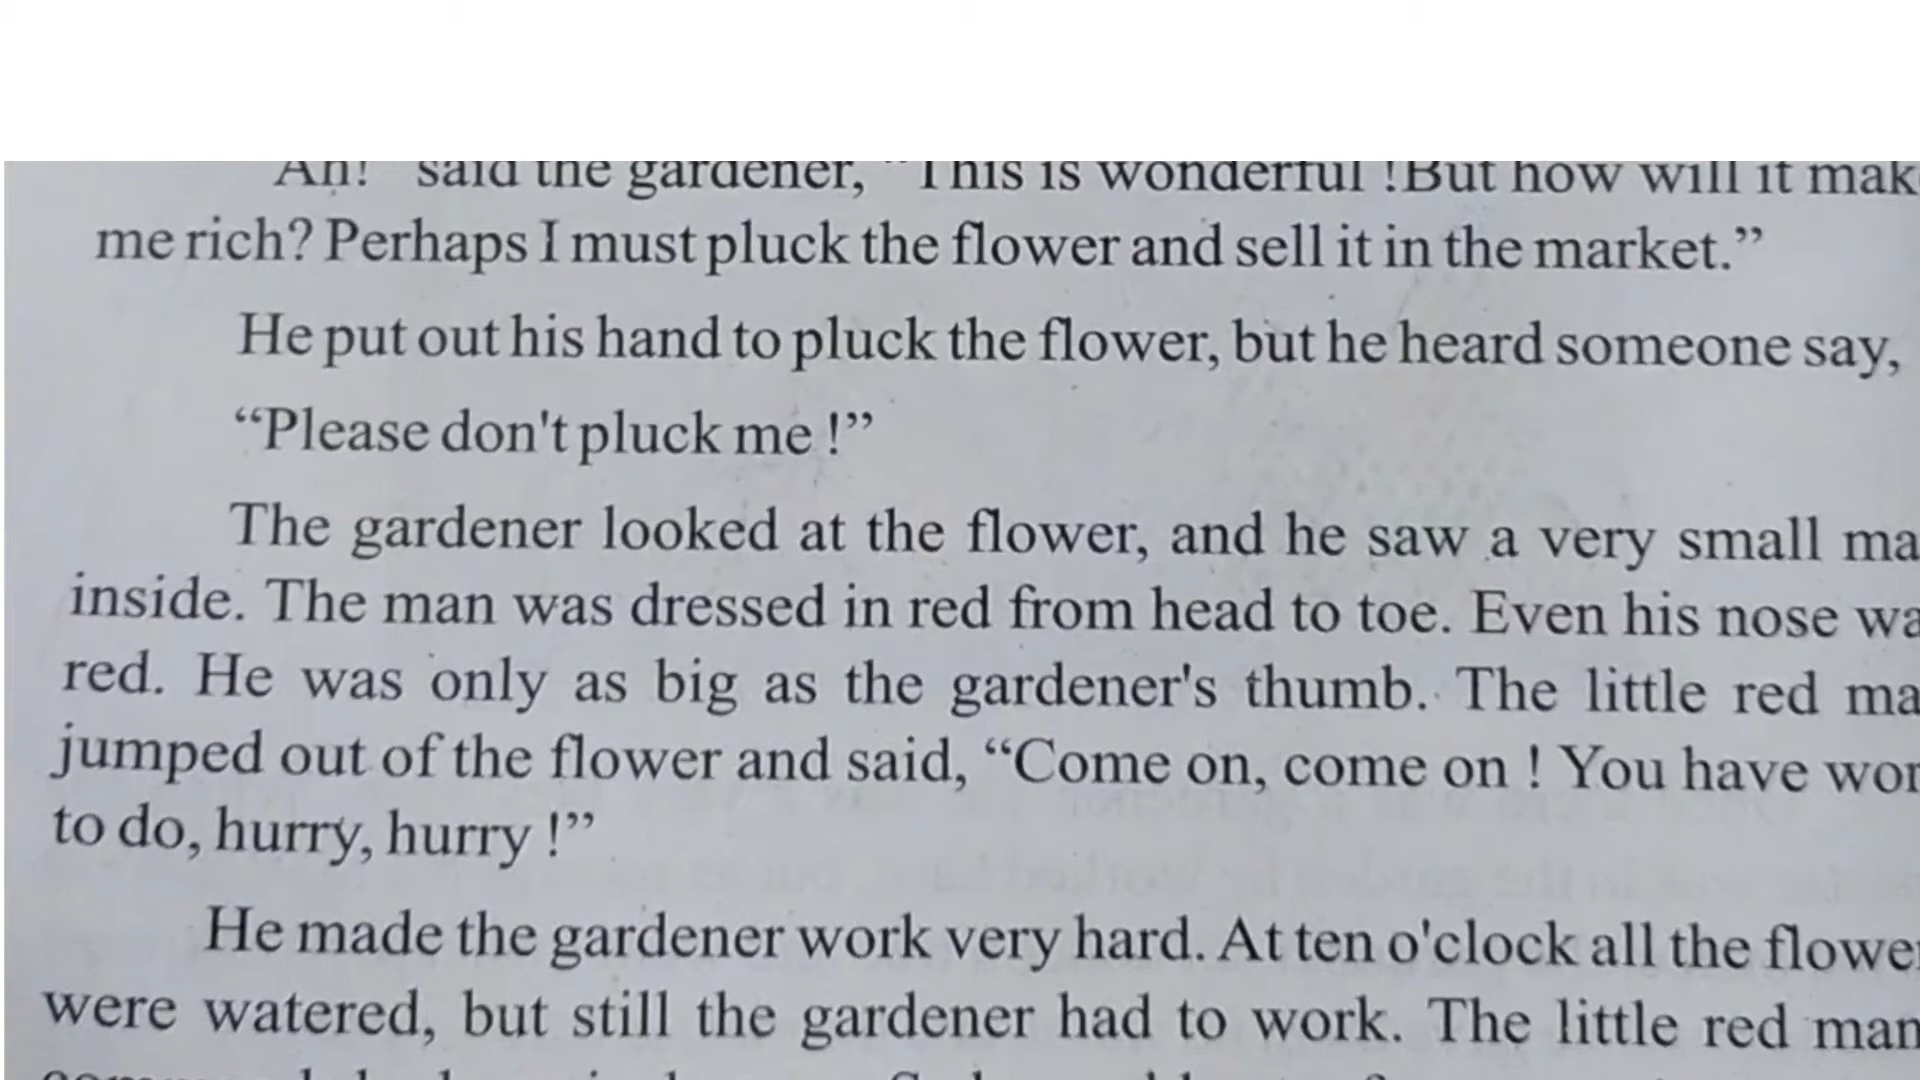 Ah! said the gardener, "This is wonderful !But how will it mak
me rich? Perhaps I must pluck the flower and sell it in the market.”
He put out his hand to pluck the flower, but he heard someone say,
“Please don't pluck me !”
The gardener looked at the flower, and he saw a very small ma
inside. The man was dressed in red from head to toe. Even his nose wa
red. He was only as big as the gardener's thumb. The little red ma
jumped out of the flower and said, “Come on, come on ! You have wor
to do, hurry, hurry !”
He made the gardener work very hard. At ten o'clock all the flower
were watered, but still the gardener had to work. The little red man